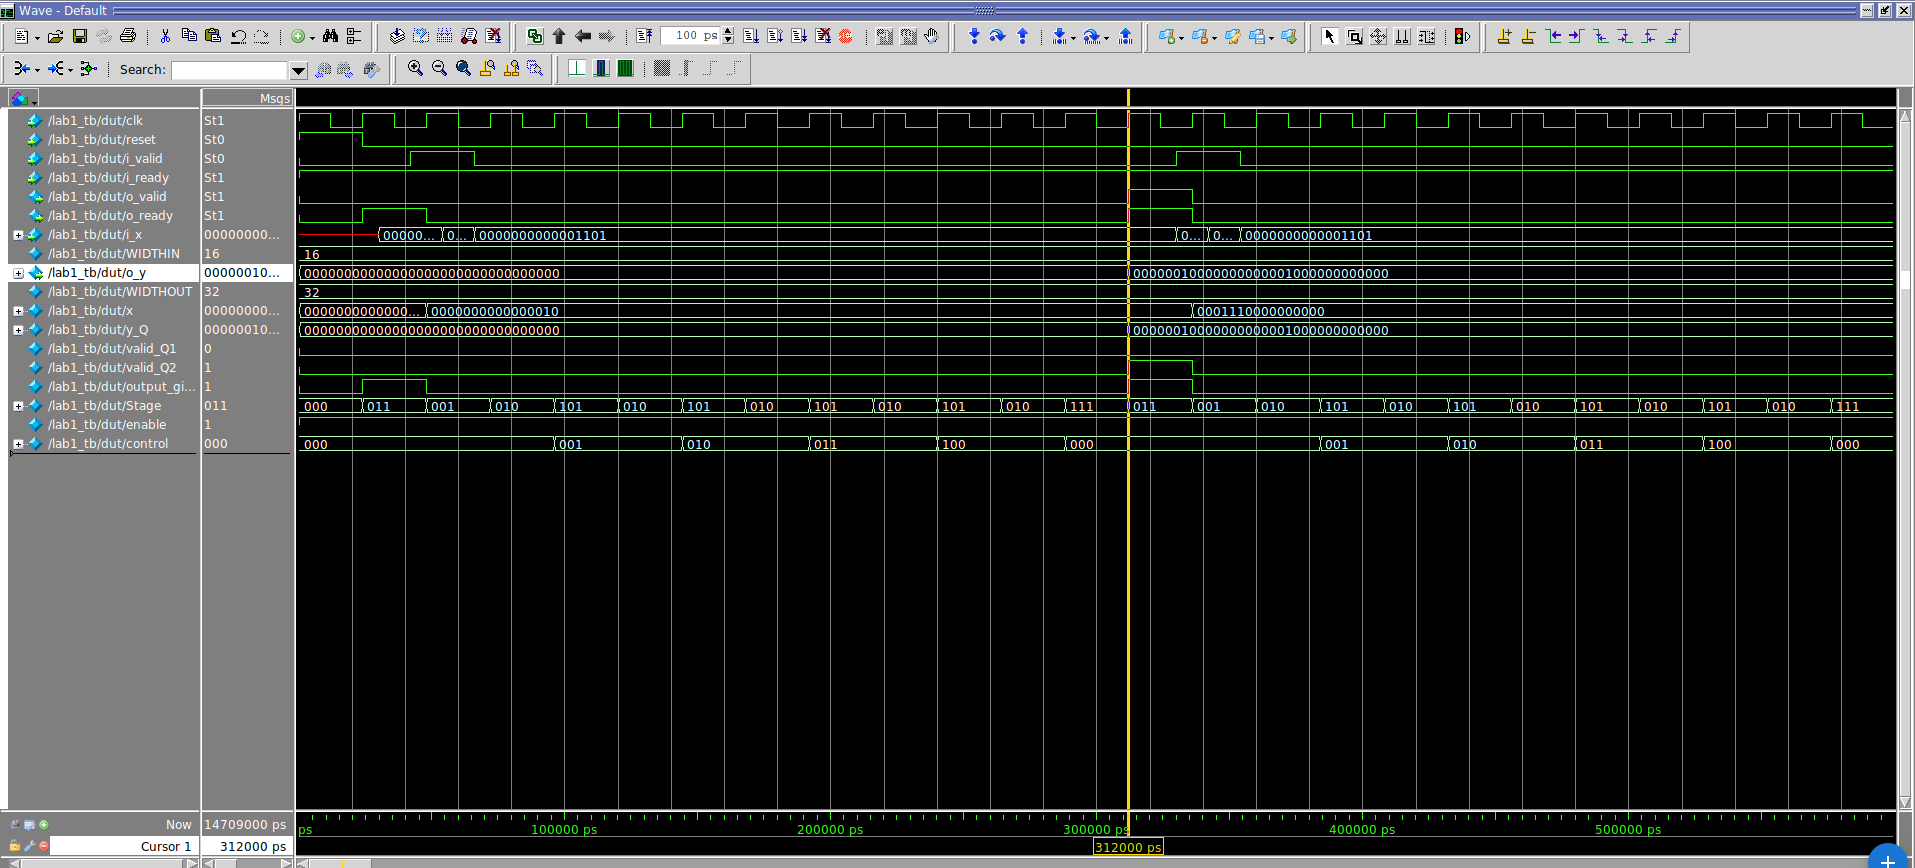 Wave - Default
100 ps
Search:
Msgs
/lab1_tb/dut/clk St1
/lab1_tb/dut/reset St0
/lab1_tb/dut/i_valid St0
/lab1_tb/dut/i_ready St1
/lab1_tb/dut/o_valid St1
/lab1_tb/dut/o_ready St1
/lab1_tb/dut/i_x 00000000... 00000... 0... 0000000000001101 0... 0... 0000000000001101
/lab1_tb/dut/WIDTHIN 16 16
/lab1_tb/dut/o_y 00000010... 00000000000000000000000000000000 00000010000000000001000000000000
/lab1_tb/dut/WIDTHOUT 32 32
/lab1_tb/dut/x 00000000... 0000000000000... 0000000000000010 0001110000000000
/lab1_tb/dut/y_Q 00000010... 00000000000000000000000000000000 00000010000000000001000000000000
/lab1_tb/dut/valid_Q1 0
/lab1_tb/dut/valid_Q2 1
/lab1_tb/dut/output_gi... 1
/lab1_tb/dut/Stage 011 000 011 001 010 101 010 101 010 101 010 101 010 111 011 001 010 101 010 101 010 101 010 101 010 111
/lab1_tb/dut/enable 1
/lab1_tb/dut/control 000 000 001 010 011 100 000 001 010 011 100 000
Now 14709000 ps ps 100000 ps 200000 ps 300000 ps 400000 ps 500000 ps
Cursor 1 312000 ps 312000 ps